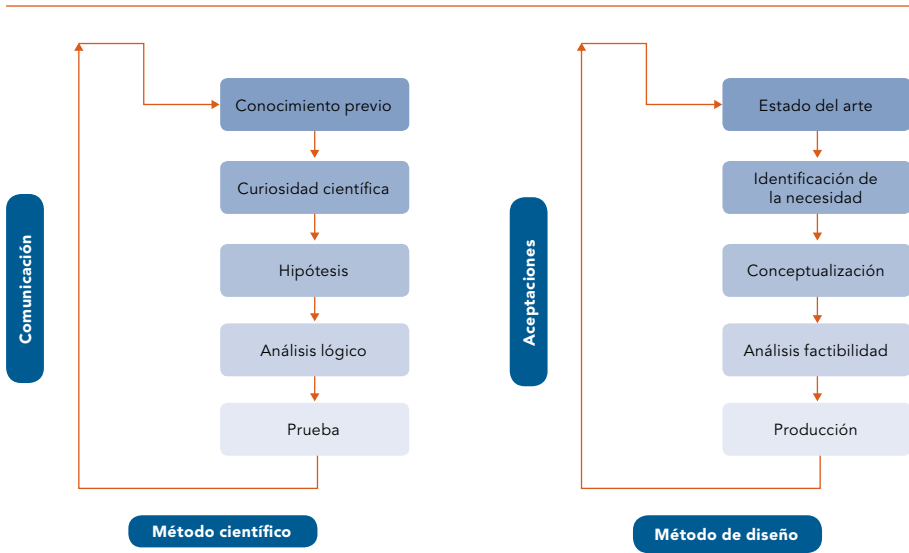 Comunicación
Conocimiento previo
Curiosidad científica
Hipótesis
Análisis lógico
Prueba
Método científico
Aceptaciones
Estado del arte
Identificación de
la necesidad
Conceptualización
Análisis factibilidad
Producción
Método de diseño